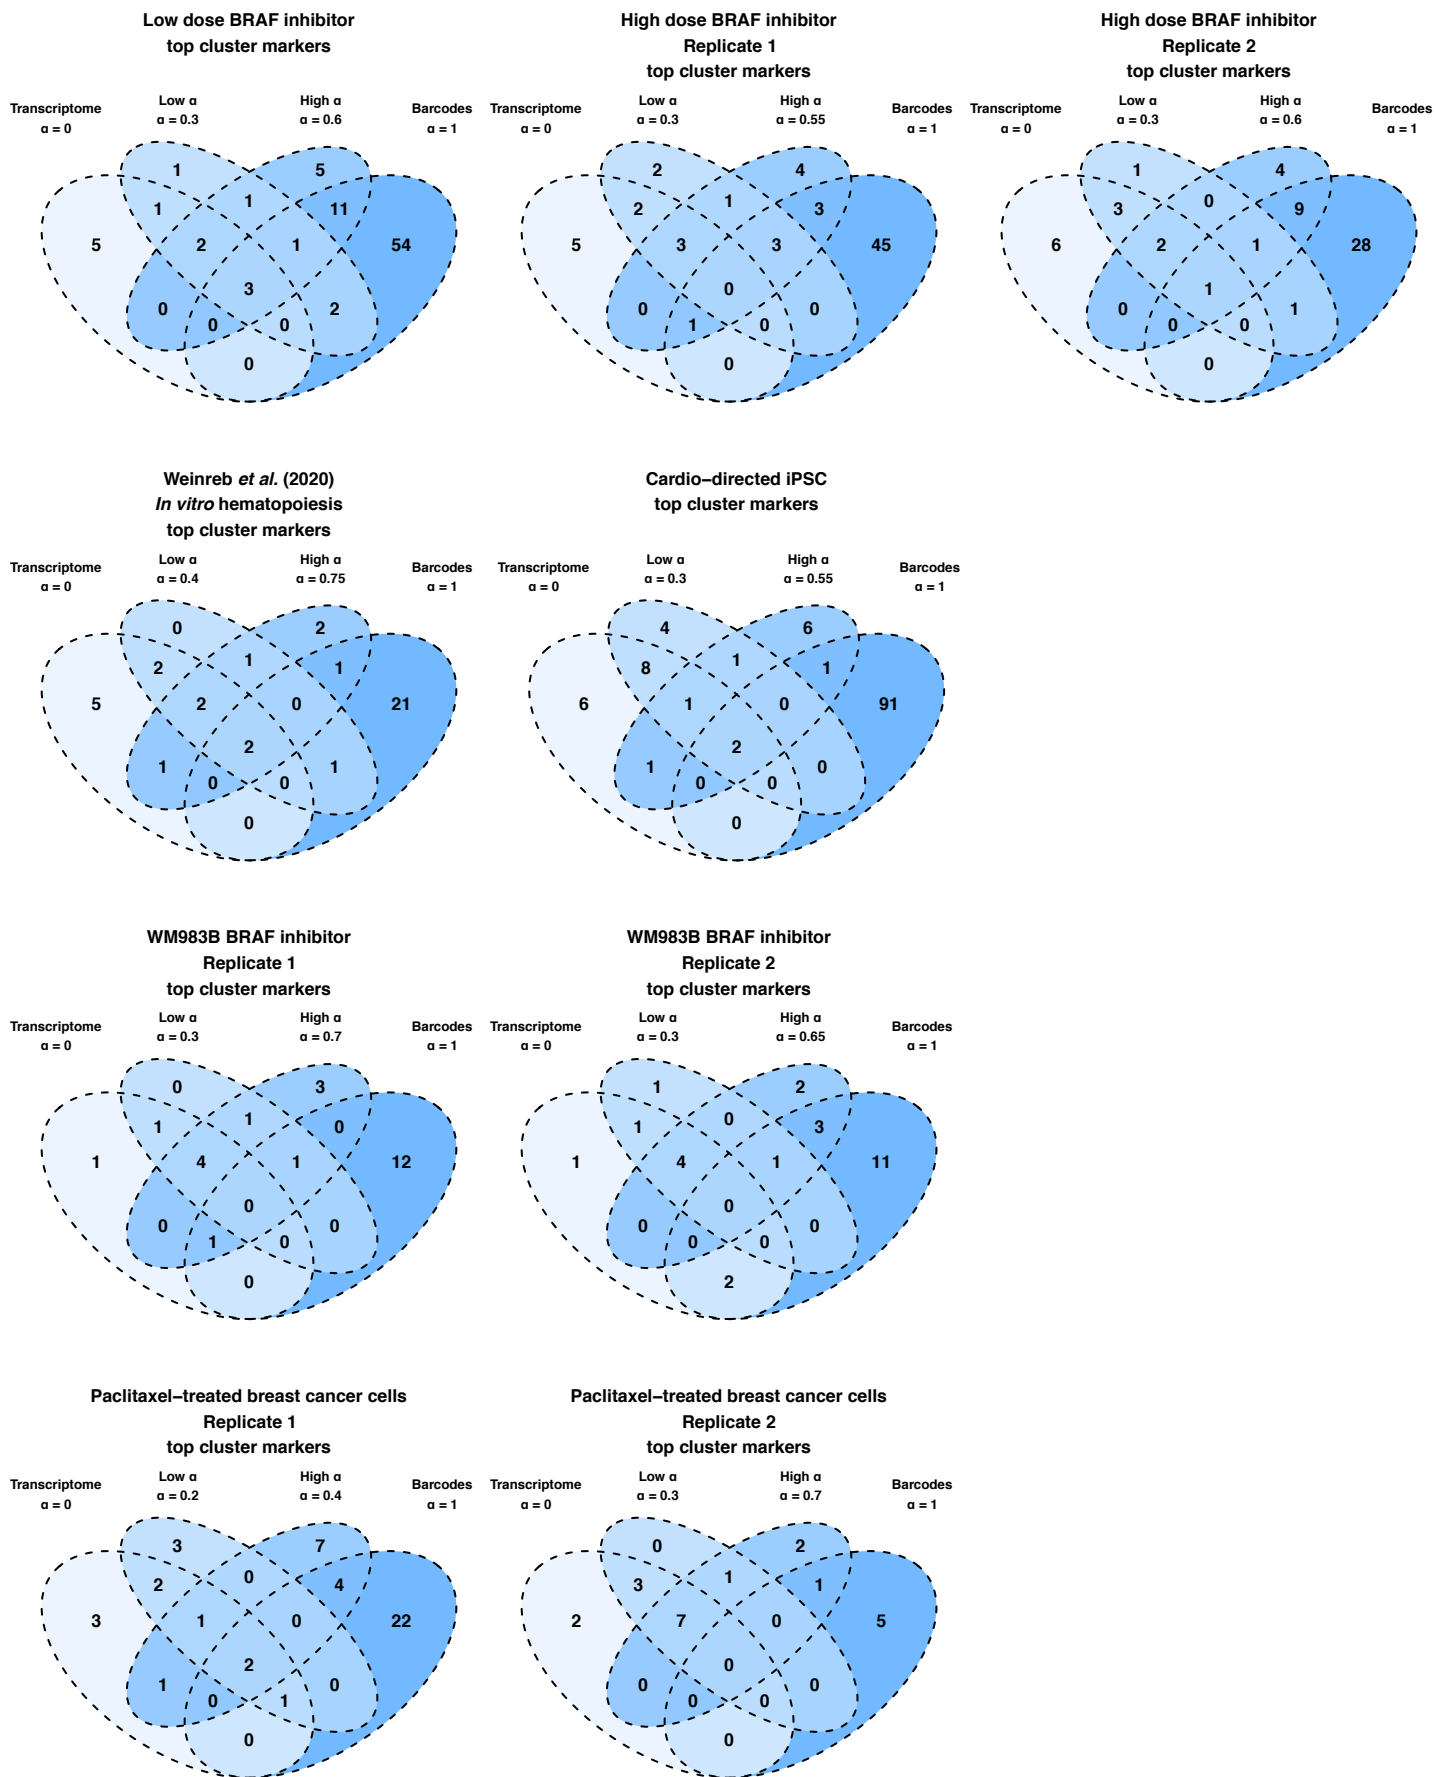 Low dose BRAF inhibitor
top cluster markers
Transcriptome
α = 0
Low α
α = 0.3
High α
α = 0.6
Barcodes
α = 1
1
5
1
1
11
5
2
1
54
3
0
2
0
0
0
High dose BRAF inhibitor
Replicate 1
top cluster markers
Transcriptome
α = 0
Low α
α = 0.3
High α
α = 0.55
Barcodes
α = 1
2
4
2
1
3
5
3
3
45
0
0
0
1
0
0
High dose BRAF inhibitor
Replicate 2
top cluster markers
Transcriptome
α = 0
Low α
α = 0.3
High α
α = 0.6
Barcodes
α = 1
1
4
3
0
9
6
2
1
28
1
0
1
0
0
0
Weinreb et al. (2020)
In vitro hematopoiesis
top cluster markers
Transcriptome
α = 0
Low α
α = 0.4
High α
α = 0.75
Barcodes
α = 1
0
2
2
1
1
5
2
0
21
2
1
1
0
0
0
Cardio−directed iPSC
top cluster markers
Transcriptome
α = 0
Low α
α = 0.3
High α
α = 0.55
Barcodes
α = 1
4
6
8
1
1
6
1
0
91
2
1
0
0
0
0
WM983B BRAF inhibitor
Replicate 1
top cluster markers
Transcriptome
α = 0
Low α
α = 0.3
High α
α = 0.7
Barcodes
α = 1
0
3
1
1
0
1
4
1
12
0
0
0
1
0
0
WM983B BRAF inhibitor
Replicate 2
top cluster markers
Transcriptome
α = 0
Low α
α = 0.3
High α
α = 0.65
Barcodes
α = 1
1
2
1
0
3
1
4
1
11
0
0
0
0
0
2
Paclitaxel−treated breast cancer cells
Replicate 1
top cluster markers
Transcriptome
α = 0
Low α
α = 0.2
High α
α = 0.4
Barcodes
α = 1
3
7
2
0
4
3
1
0
22
2
1
0
0
1
0
Paclitaxel−treated breast cancer cells
Replicate 2
top cluster markers
Transcriptome
α = 0
Low α
α = 0.3
High α
α = 0.7
Barcodes
α = 1
0
2
3
1
1
2
7
0
5
0
0
0
0
0
0